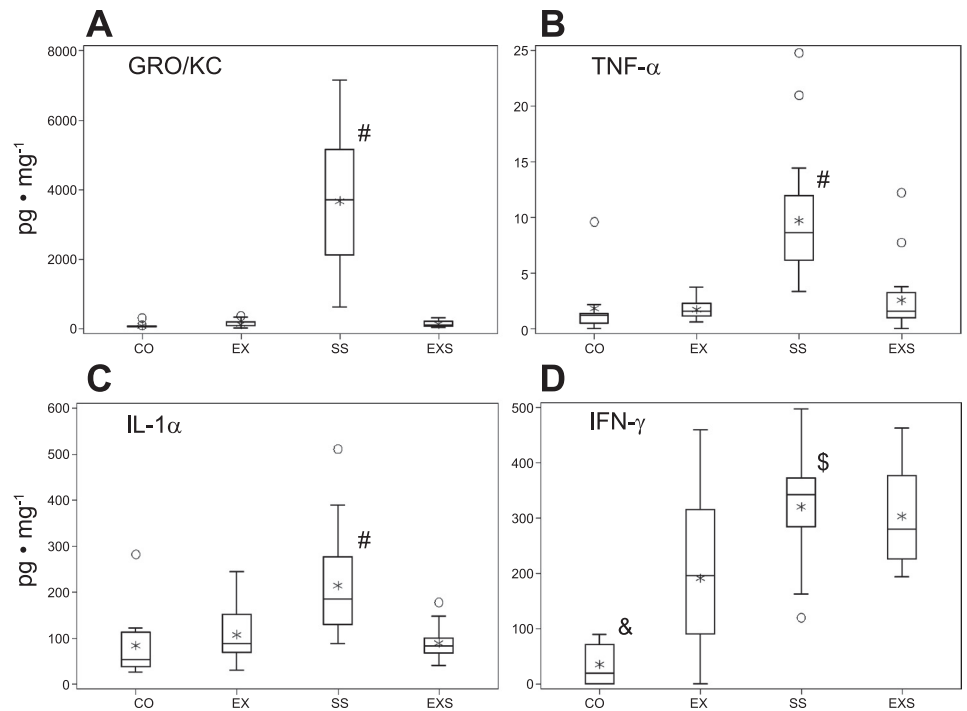 A
GRO/KC
pg • mg⁻¹
8000
6000
4000
2000
0
#
CO EX SS EXS
B
TNF-α
25
20
15
10
5
0
#
CO EX SS EXS
C
IL-1α
pg • mg⁻¹
600
500
400
300
200
100
0
#
CO EX SS EXS
D
IFN-γ
500
400
300
200
100
0
&
$
CO EX SS EXS